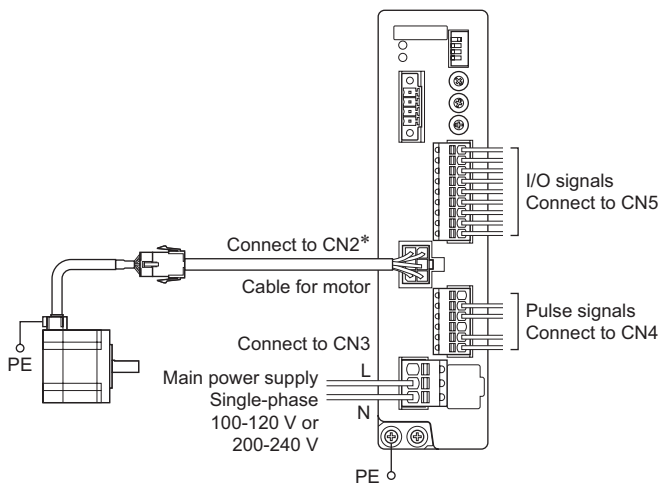 I/O signals
Connect to CN5
Connect to CN2*
Cable for motor
Pulse signals
Connect to CN4
PE
Connect to CN3
L
Main power supply
Single-phase
100-120 V or
200-240 V
N
PE